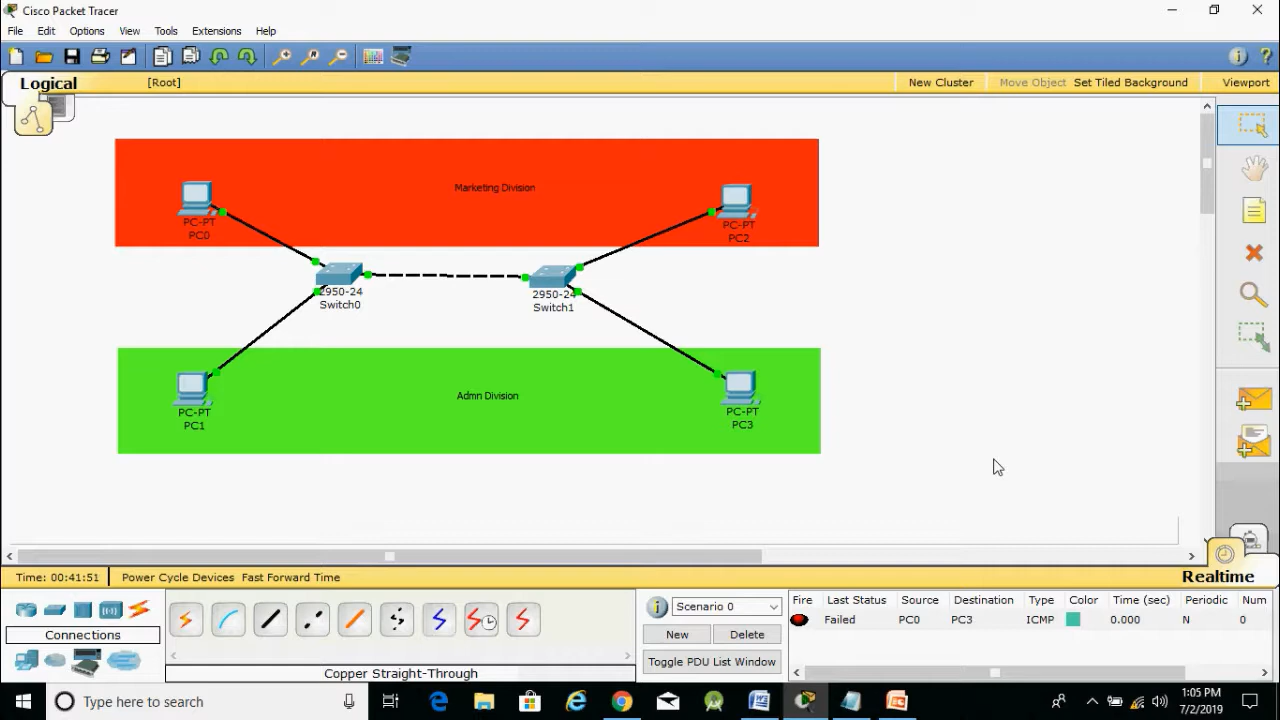 Cisco Packet Tracer
File Edit Options View Tools Extensions Help
Logical [Root] New Cluster Move Object Set Tiled Background Viewport
Marketing Division
PC-PT
PC0
PC-PT
PC2
2950-24
Switch0
2950-24
Switch1
Admn Division
PC-PT
PC1
PC-PT
PC3
Time: 00:41:51 Power Cycle Devices Fast Forward Time Realtime
Scenario 0
New Delete
Toggle PDU List Window
Fire Last Status Source Destination Type Color Time (sec) Periodic Num
Failed PC0 PC3 ICMP 0.000 N 0
Connections
Copper Straight-Through
Type here to search
1:05 PM
7/2/2019